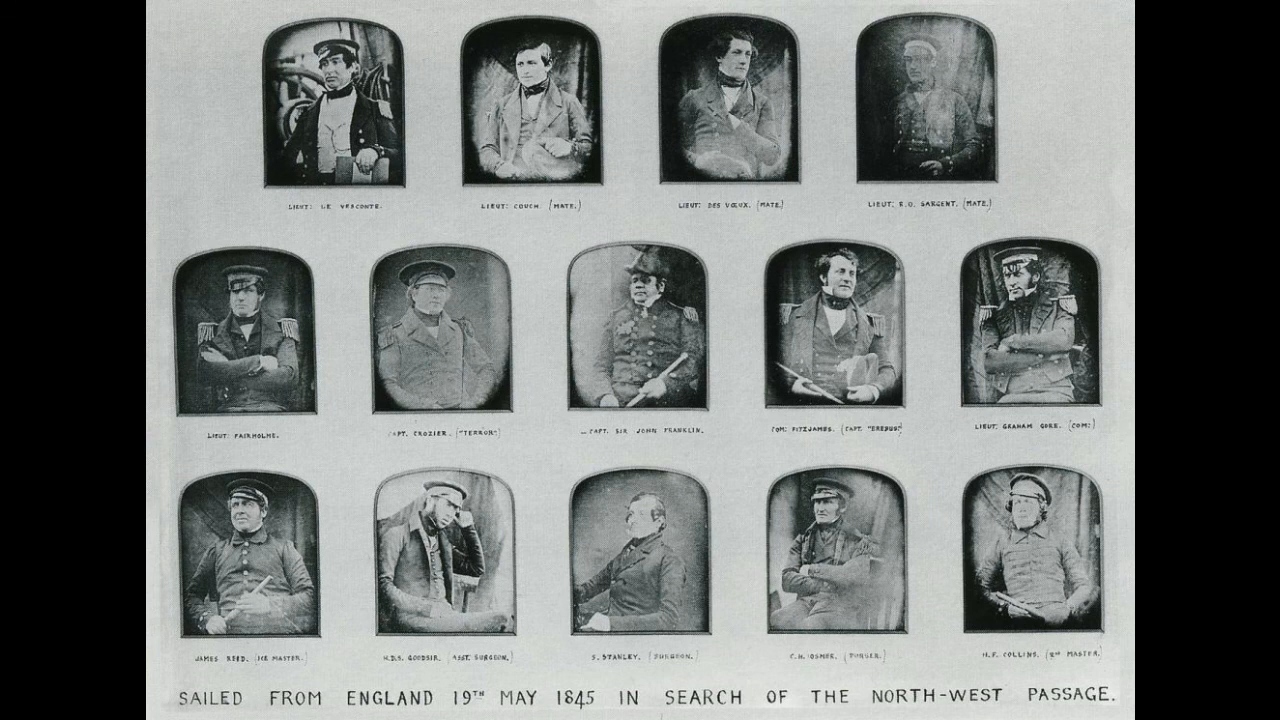 LIEUT: LE VESCONTE.
LIEUT: COUCH. (MATE.)
LIEUT: DES VŒUX. (MATE.)
LIEUT: R.O. SARGENT. (MATE.)
LIEUT: FAIRHOLME.
CAPT. CROZIER. ("TERROR")
CAPT. SIR JOHN FRANKLIN.
COM: FITZJAMES. (CAPT. "EREBUS")
LIEUT: GRAHAM GORE. (COM:)
JAMES REID. (ICE MASTER.)
H.D.S. GOODSIR. (ASST. SURGEON.)
S. STANLEY. (SURGEON.)
C.H. OSMER. (PURSER.)
H.F. COLLINS. (2ND MASTER.)
SAILED FROM ENGLAND 19TH MAY 1845 IN SEARCH OF THE NORTH-WEST PASSAGE.